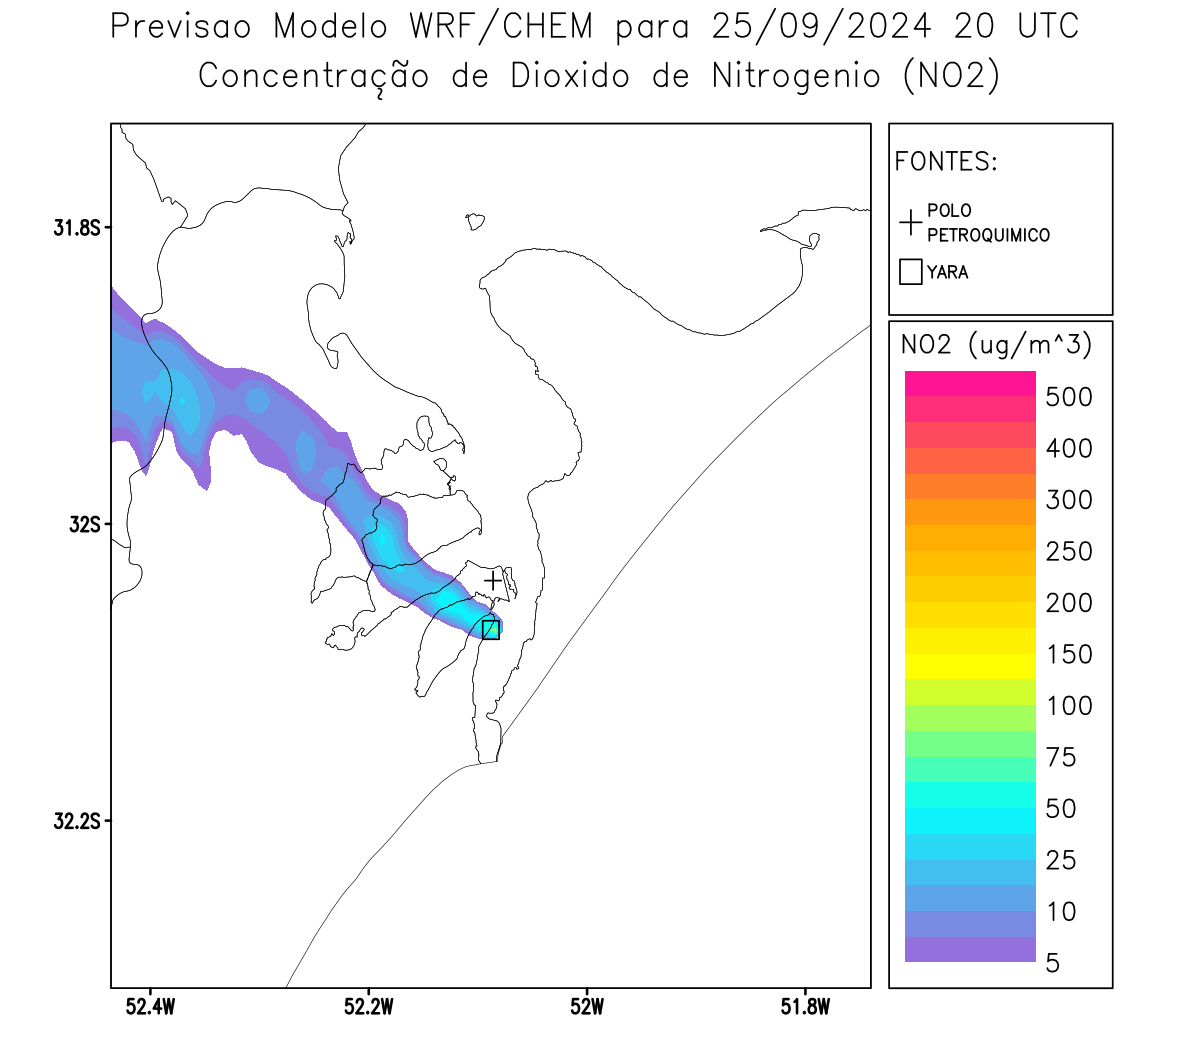 Previsao Modelo WRF/CHEM para 25/09/2024 20 UTC
Concentração de Dioxido de Nitrogenio (NO2)
FONTES:
POLO
PETROQUIMICO
YARA
NO2 (ug/m^3)
500
400
300
250
200
150
100
75
50
25
10
5
31.8S
32S
32.2S
52.4W
52.2W
52W
51.8W